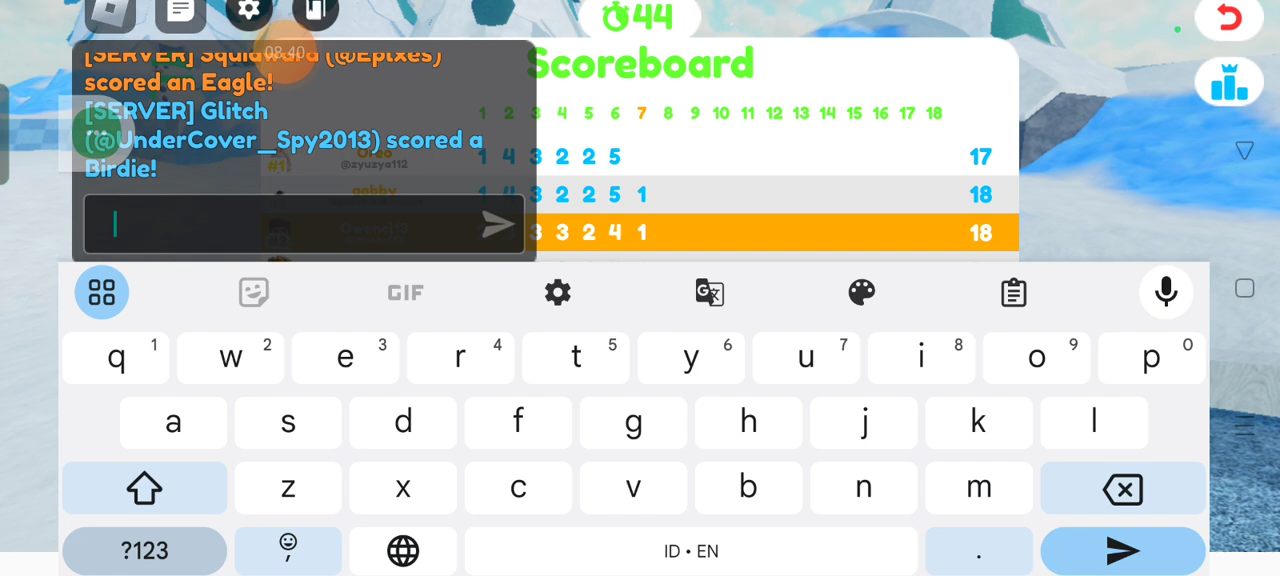 44
08.40
[SERVER] Squidward (@Eptxes)
scored an Eagle!
[SERVER] Glitch
(@UnderCover_Spy2013) scored a
Birdie!
Scoreboard
1 2 3 4 5 6 7 8 9 10 11 12 13 14 15 16 17 18
#1 Oreo @zyuzyo112 1 4 3 2 2 5 17
gabby 1 4 3 2 2 5 1 18
3 3 2 4 1 18
GIF
q 1 w 2 e 3 r 4 t 5 y 6 u 7 i 8 o 9 p 0
a s d f g h j k l
z x c v b n m
?123 , ID • EN .